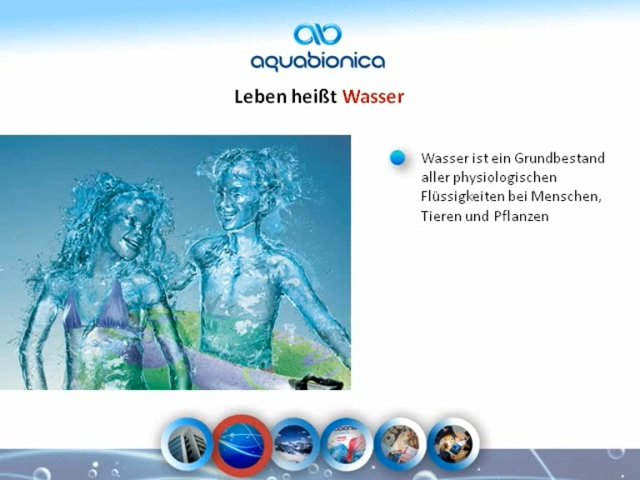 aquabionica
Leben heißt Wasser
Wasser ist ein Grundbestand
aller physiologischen
Flüssigkeiten bei Menschen,
Tieren und Pflanzen